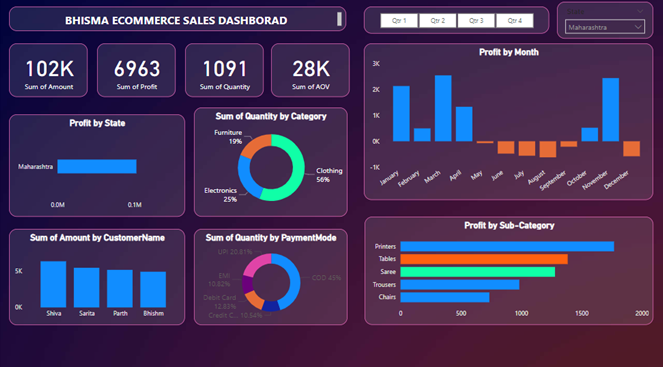 BHISMA ECOMMERCE SALES DASHBORAD
Qtr 1
Qtr 2
Qtr 3
Qtr 4
Maharashtra
102K
Sum of Amount
6963
Sum of Profit
1091
Sum of Quantity
28K
Sum of AOV
Profit by State
Maharashtra
0.0M
0.1M
Sum of Quantity by Category
Furniture
19%
Clothing
56%
Electronics
25%
Profit by Month
3K
2K
1K
0K
-1K
January
February
March
April
May
June
July
August
September
October
November
December
Sum of Amount by CustomerName
5K
0K
Shiva
Sarita
Parth
Bhishm
Sum of Quantity by PaymentMode
UPI 20.81%
COD 45%
EMI
10.82%
Debit Card
12.83%
Credit C... 10.54%
Profit by Sub-Category
Printers
Tables
Saree
Trousers
Chairs
0
500
1000
1500
2000